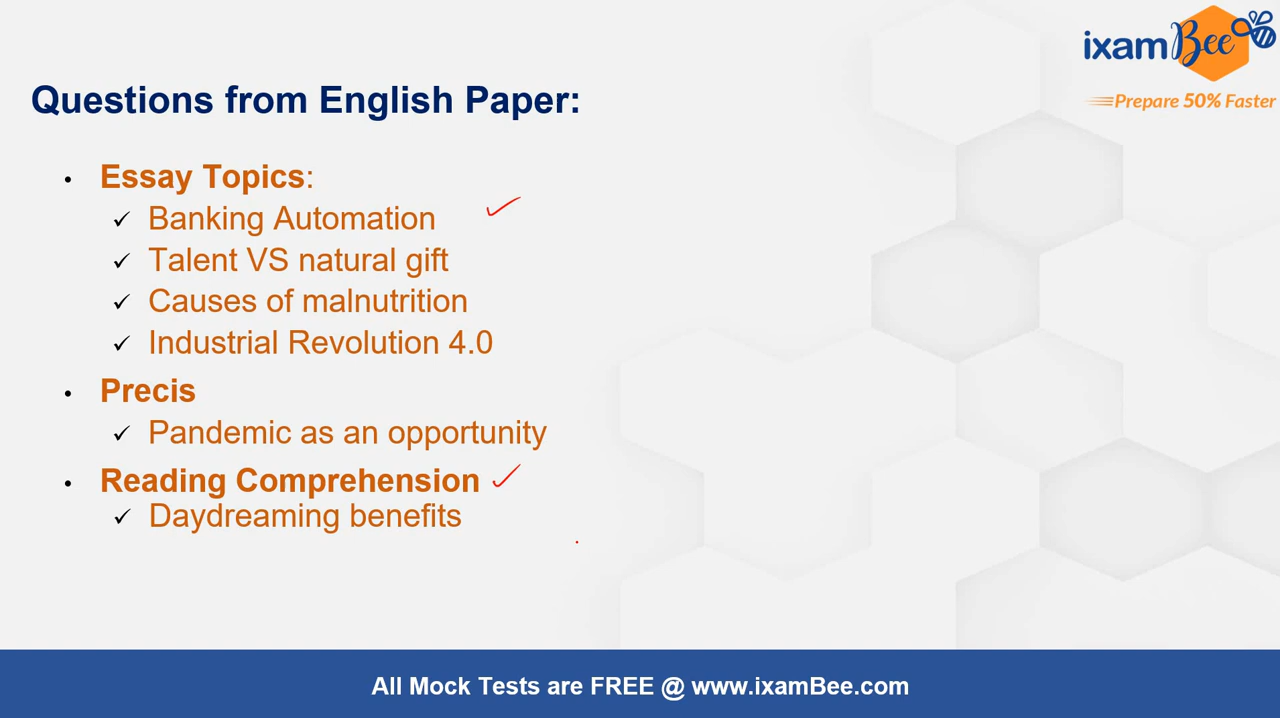 ixamBee
Prepare 50% Faster
Questions from English Paper:
• Essay Topics:
✓ Banking Automation
✓ Talent VS natural gift
✓ Causes of malnutrition
✓ Industrial Revolution 4.0
• Precis
✓ Pandemic as an opportunity
• Reading Comprehension
✓ Daydreaming benefits
All Mock Tests are FREE @ www.ixamBee.com